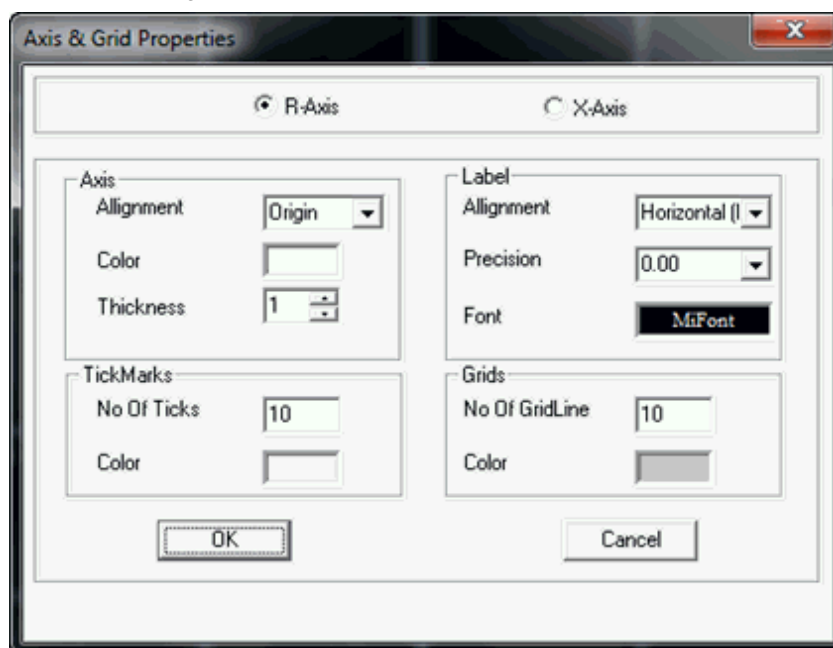 Axis & Grid Properties
R-Axis
X-Axis
Axis
Allignment
Origin
Color
Thickness
1
Label
Allignment
Horizontal (l
Precision
0.00
Font
MiFont
TickMarks
No Of Ticks
10
Color
Grids
No Of GridLine
10
Color
OK
Cancel